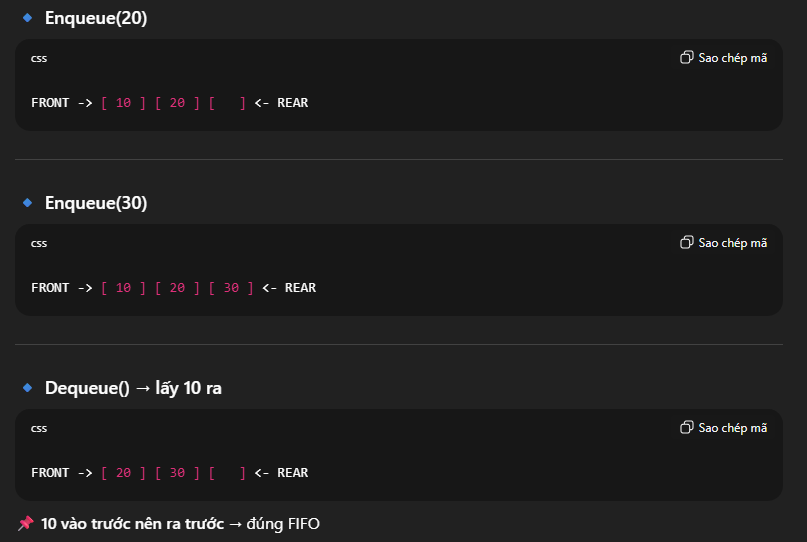 🔹 Enqueue(20)
css
Sao chép mã
FRONT -> [ 10 ] [ 20 ] [   ] <- REAR
🔹 Enqueue(30)
css
Sao chép mã
FRONT -> [ 10 ] [ 20 ] [ 30 ] <- REAR
🔹 Dequeue() → lấy 10 ra
css
Sao chép mã
FRONT -> [ 20 ] [ 30 ] [   ] <- REAR
📌 10 vào trước nên ra trước → đúng FIFO